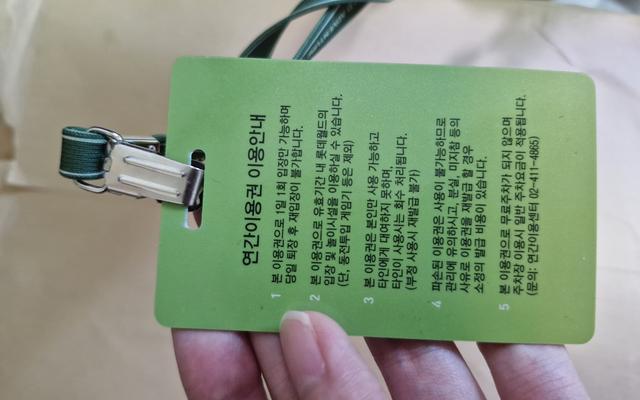 연간이용권 이용안내
1 본 이용권으로 1일 1회 입장만 가능하며
당일 퇴장 후 재입장이 불가합니다.
2 본 이용권으로 유효기간 내 롯데월드의
입장 및 놀이시설을 이용하실 수 있습니다.
(단, 동전투입 게임기 등은 제외)
3 본 이용권은 본인만 사용 가능하고
타인에게 대여하지 못하며,
타인이 사용시는 회수 처리됩니다.
(부정 사용시 재발급 불가)
4 파손된 이용권은 사용이 불가능하므로
관리에 유의하시고, 분실, 미지참 등의
사유로 이용권을 재발급 할 경우
소정의 발급 비용이 있습니다.
5 본 이용권으로 무료주차가 되지 않으며
주차장 이용시 일반 주차요금이 적용됩니다.
(문의: 연간이용센터 02-411-4865)